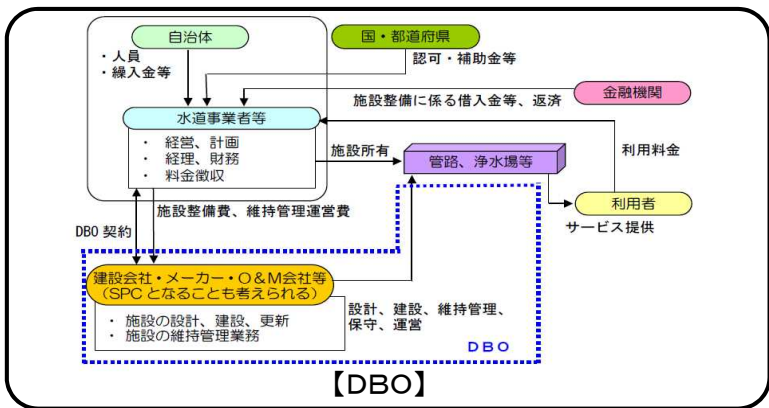 自治体
国・都道府県
・人員
・繰入金等
認可・補助金等
金融機関
施設整備に係る借入金等、返済
水道事業者等
・ 経営、計画
・ 経理、財務
・ 料金徴収
施設所有
管路、浄水場等
利用料金
利用者
サービス提供
施設整備費、維持管理運営費
DBO 契約
建設会社・メーカー・O&M会社等
(SPC となることも考えられる)
・ 施設の設計、建設、更新
・ 施設の維持管理業務
設計、建設、維持管理、
保守、運営
DBO
【DBO】